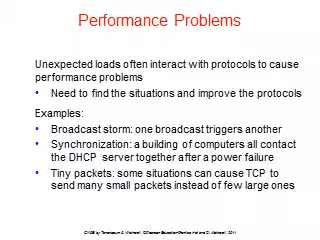 Performance Problems
Unexpected loads often interact with protocols to cause
performance problems
• Need to find the situations and improve the protocols
Examples:
• Broadcast storm: one broadcast triggers another
• Synchronization: a building of computers all contact
the DHCP server together after a power failure
• Tiny packets: some situations can cause TCP to
send many small packets instead of few large ones
CN5E by Tanenbaum & Wetherall, © Pearson Education-Prentice Hall and D. Wetherall, 2011